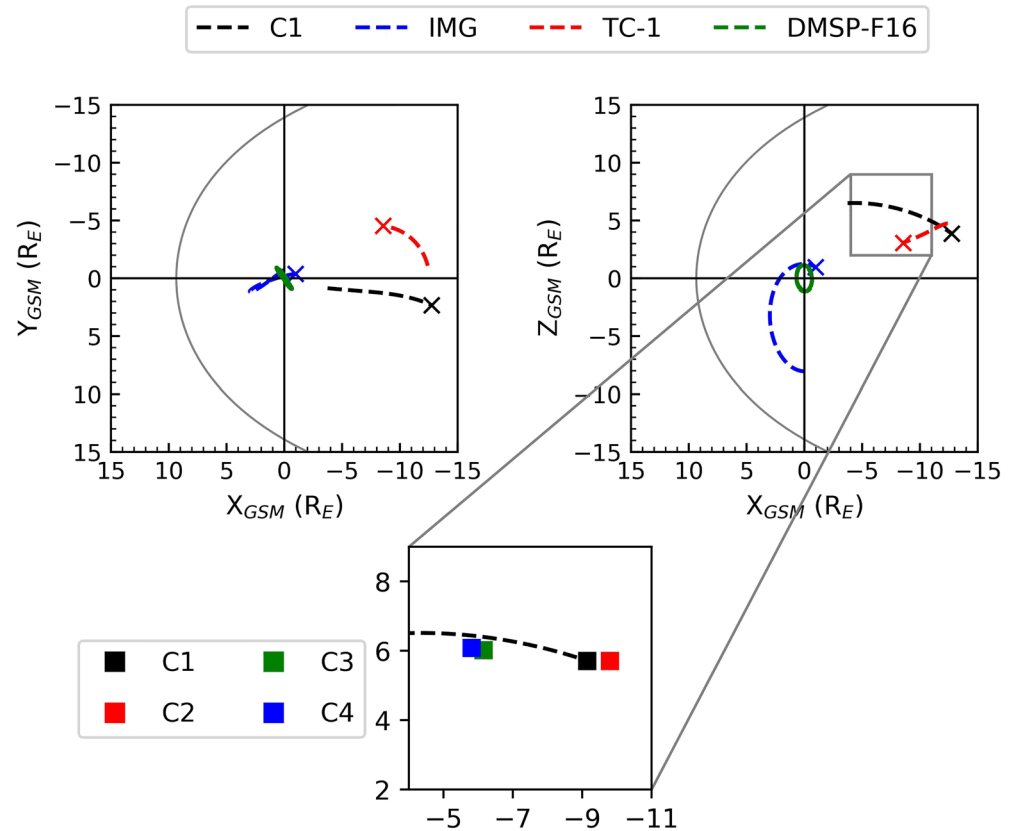 C1 IMG TC-1 DMSP-F16
−15 −10 −5 0 5 10 15
Y_GSM (R_E)
15 10 5 0 −5 −10 −15
X_GSM (R_E)
15 10 5 0 −5 −10 −15
Z_GSM (R_E)
15 10 5 0 −5 −10 −15
X_GSM (R_E)
8 6 4 2
−5 −7 −9 −11
C1 C3
C2 C4